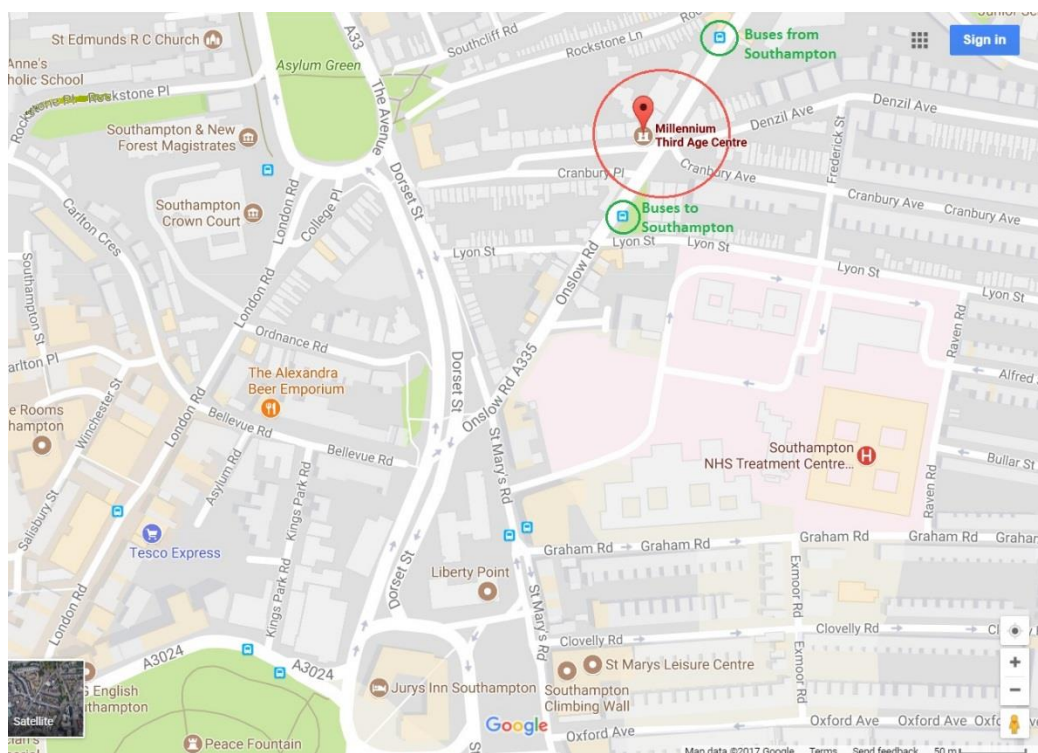 St Edmunds R C Church
Anne's
holic School
Rockstone Pl
Rockstone Pl
Asylum Green
A33
Southcliff Rd
Rockstone Ln
Buses from
Southampton
Sign in
The Avenue
Millennium
Third Age Centre
Denzil Ave
Denzil Ave
Frederick St
Southampton & New
Forest Magistrates
London Rd
College Pl
Dorset St
Cranbury Pl
Cranbury Ave
Cranbury Ave
Cranbury Ave
Southampton
Crown Court
Carlton Cres
Buses to
Southampton
Lyon St
Lyon St
Lyon St
Lyon St
Lyon St
Onslow Rd
Southampton St
London Rd
Ordnance Rd
Raven Rd
Carlton Pl
Winchester St
The Alexandra
Beer Emporium
Dorset St
Onslow Rd A335
Alfred
e Rooms
hampton
London Rd
Bellevue Rd
Bellevue Rd
Asylum Rd
Kings Park Rd
St Mary's Rd
Southampton
NHS Treatment Centre...
H
Bullar St
Raven Rd
Salisbury St
Tesco Express
Graham Rd
Graham Rd
Graham Rd
Liberty Point
Dorset St
Exmoor Rd
London Rd
Kings Park Rd
St Mary's Rd
Clovelly Rd
Clovelly Rd
A3024
A3024
St Marys Leisure Centre
Exmoor Rd
G English
outhampton
Jurys Inn Southampton
Southampton
Climbing Wall
Satellite
Google
Oxford Ave
Oxford Ave
Oxford Ave
Peace Fountain
Map data ©2017 Google
Terms
Send feedback
50 m